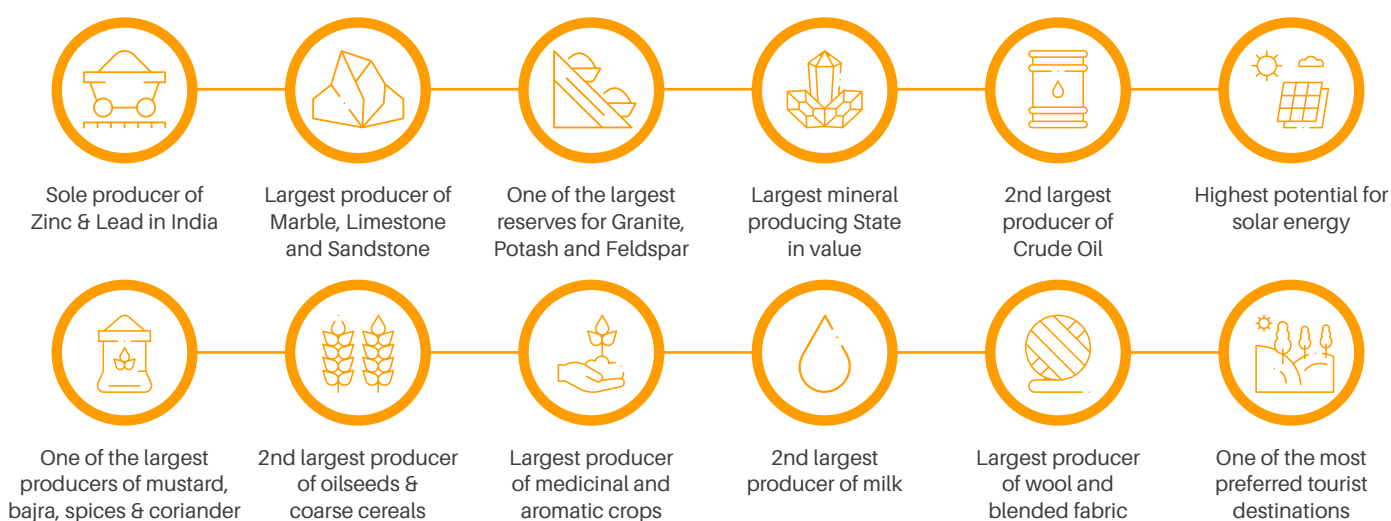 Sole producer of
Zinc & Lead in India
Largest producer of
Marble, Limestone
and Sandstone
One of the largest
reserves for Granite,
Potash and Feldspar
Largest mineral
producing State
in value
2nd largest
producer of
Crude Oil
Highest potential for
solar energy
One of the largest
producers of mustard,
bajra, spices & coriander
2nd largest producer
of oilseeds &
coarse cereals
Largest producer
of medicinal and
aromatic crops
2nd largest
producer of milk
Largest producer
of wool and
blended fabric
One of the most
preferred tourist
destinations